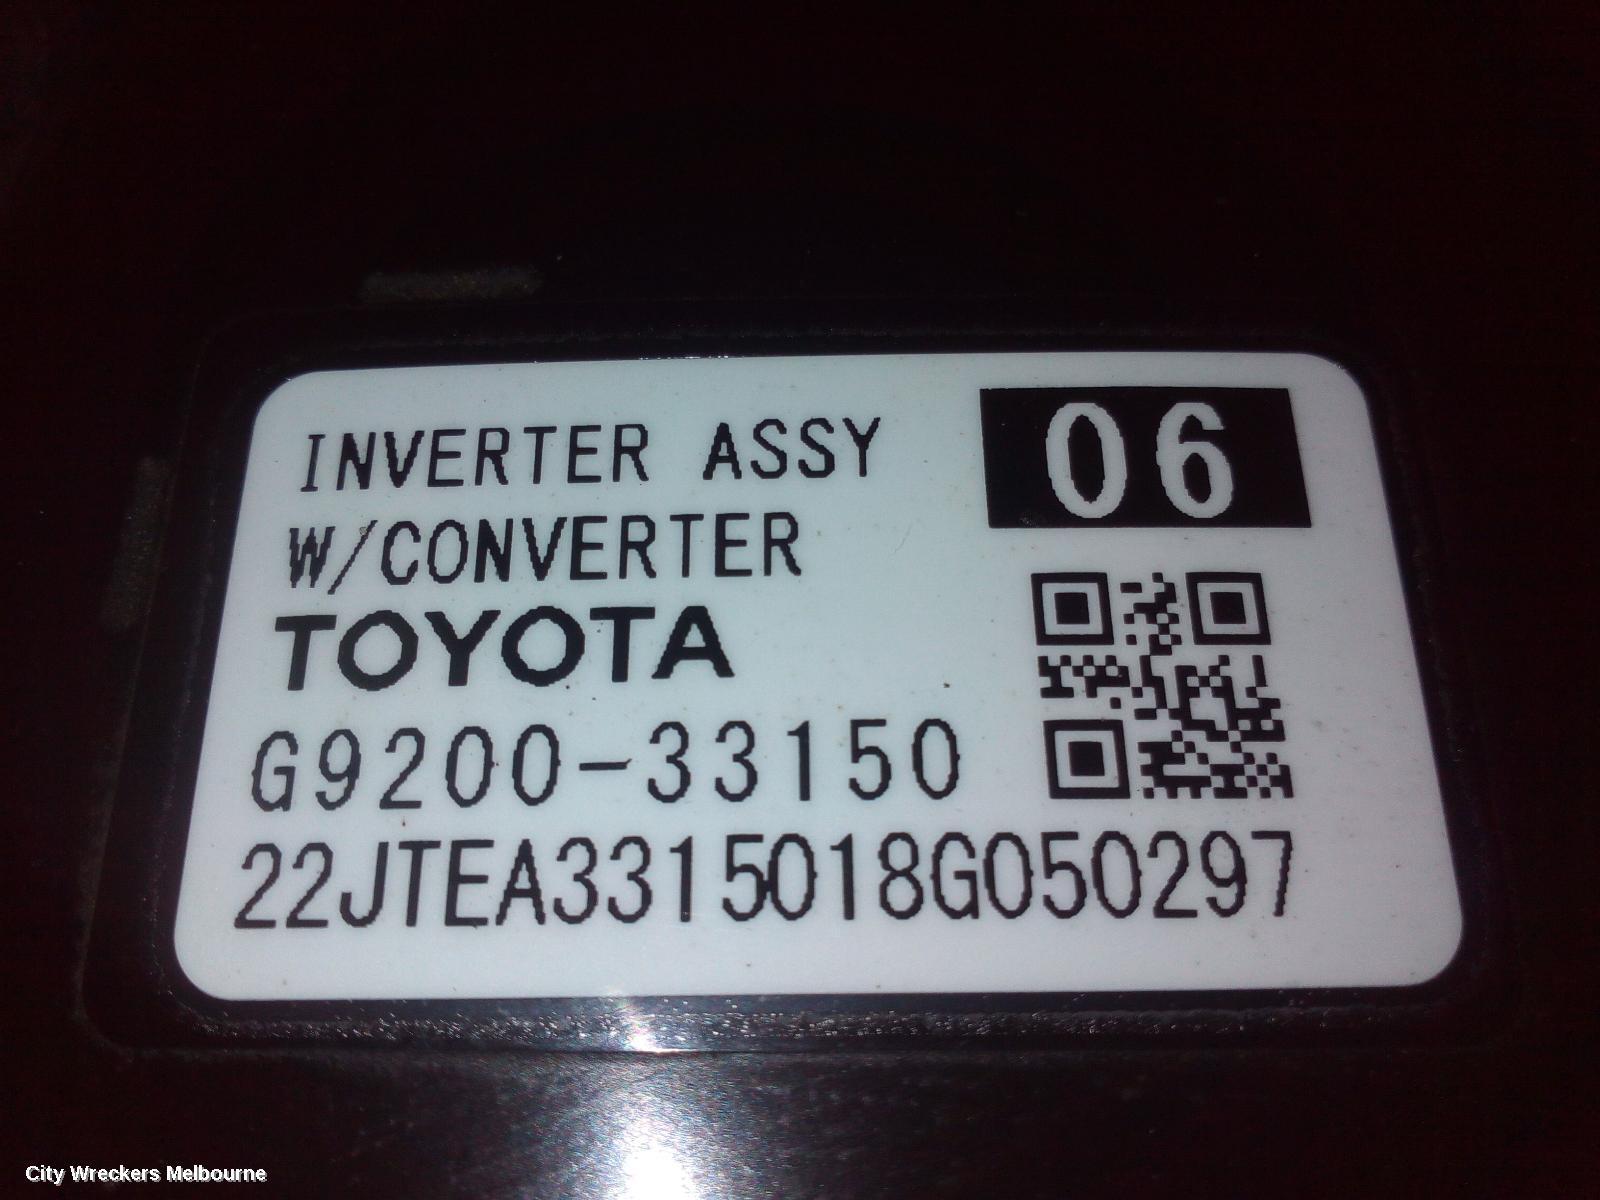 INVERTER ASSY
06
W/CONVERTER
TOYOTA
G9200-33150
22JTEA3315018G050297
City Wreckers Melbourne